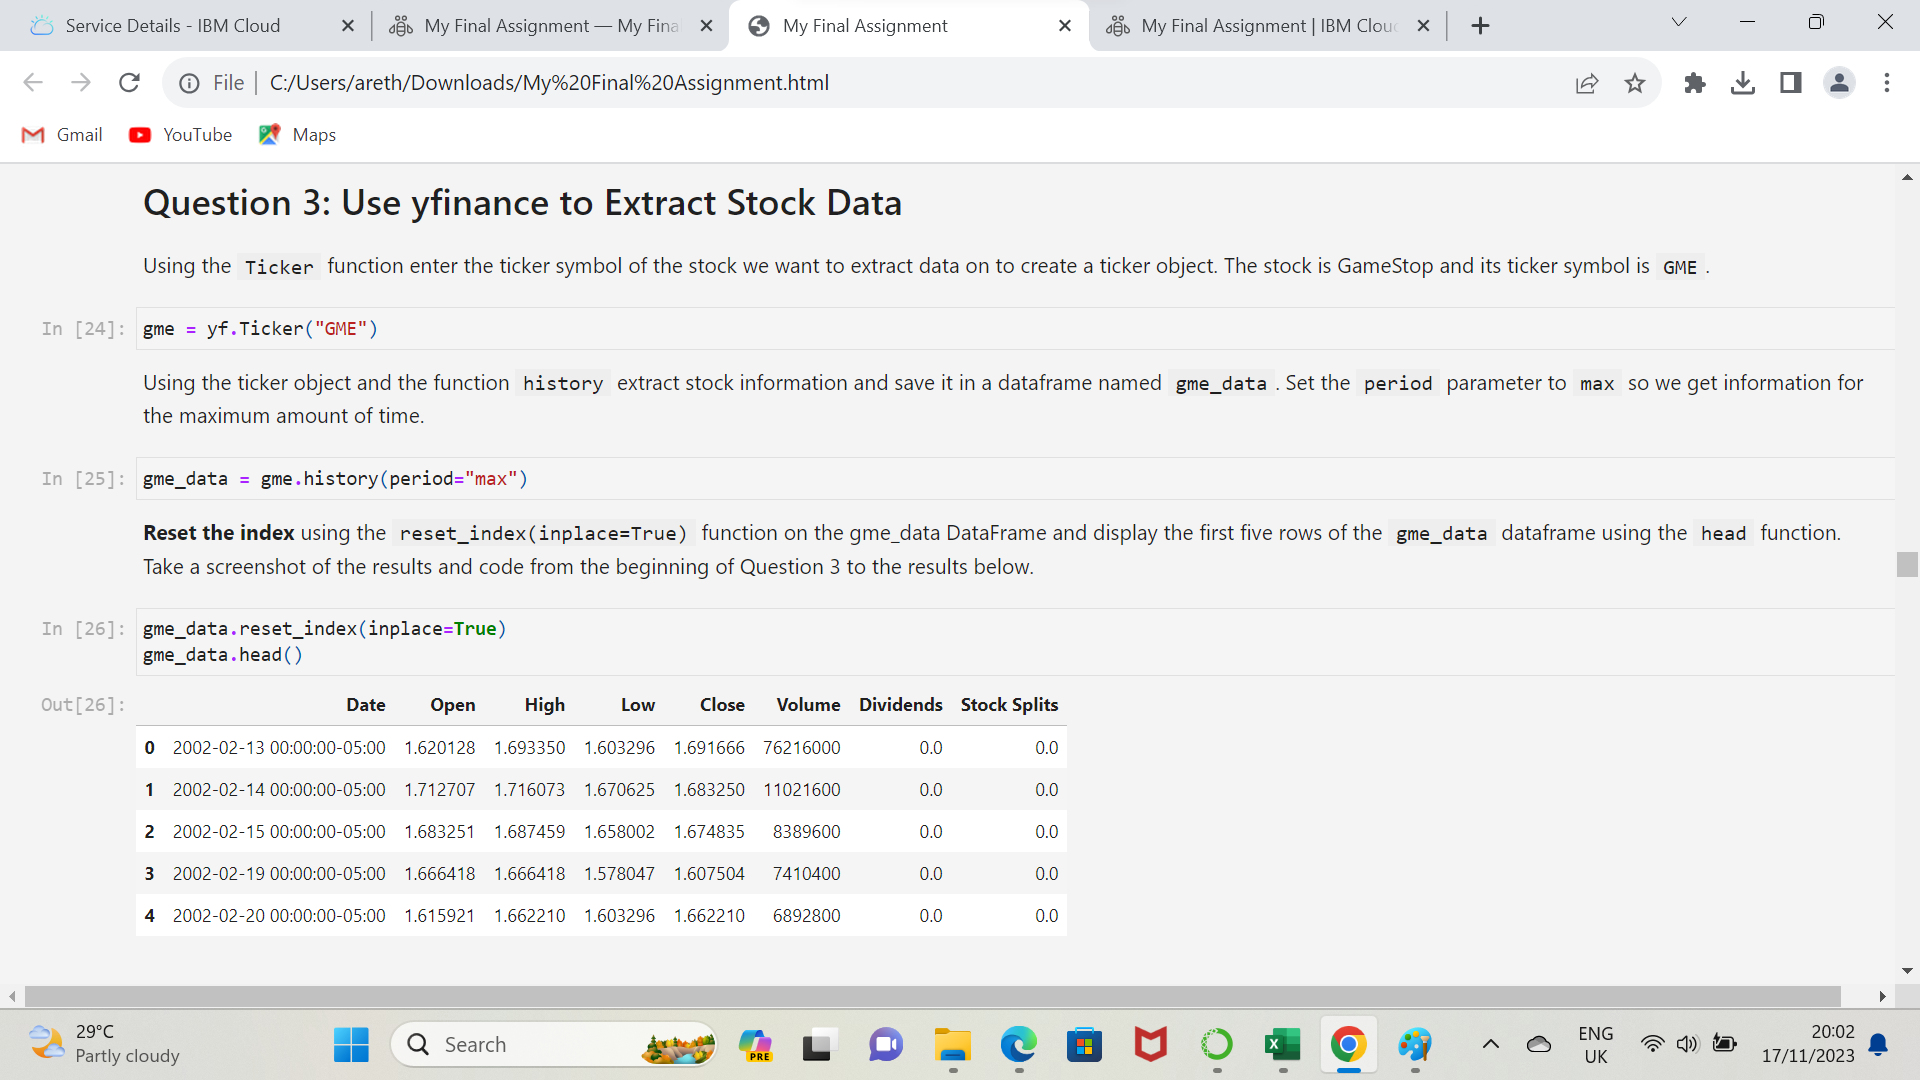 Service Details - IBM Cloud
My Final Assignment — My Fina
My Final Assignment
My Final Assignment | IBM Clou
File
C:/Users/areth/Downloads/My%20Final%20Assignment.html
Gmail
YouTube
Maps
Question 3: Use yfinance to Extract Stock Data
Using the Ticker function enter the ticker symbol of the stock we want to extract data on to create a ticker object. The stock is GameStop and its ticker symbol is GME .
In [24]: gme = yf.Ticker("GME")
Using the ticker object and the function history extract stock information and save it in a dataframe named gme_data . Set the period parameter to max so we get information for
the maximum amount of time.
In [25]: gme_data = gme.history(period="max")
Reset the index using the reset_index(inplace=True) function on the gme_data DataFrame and display the first five rows of the gme_data dataframe using the head function.
Take a screenshot of the results and code from the beginning of Question 3 to the results below.
In [26]: gme_data.reset_index(inplace=True)
gme_data.head()
Out[26]: Date Open High Low Close Volume Dividends Stock Splits
0 2002-02-13 00:00:00-05:00 1.620128 1.693350 1.603296 1.691666 76216000 0.0 0.0
1 2002-02-14 00:00:00-05:00 1.712707 1.716073 1.670625 1.683250 11021600 0.0 0.0
2 2002-02-15 00:00:00-05:00 1.683251 1.687459 1.658002 1.674835 8389600 0.0 0.0
3 2002-02-19 00:00:00-05:00 1.666418 1.666418 1.578047 1.607504 7410400 0.0 0.0
4 2002-02-20 00:00:00-05:00 1.615921 1.662210 1.603296 1.662210 6892800 0.0 0.0
29°C
Partly cloudy
Search
PRE
ENG
UK
20:02
17/11/2023